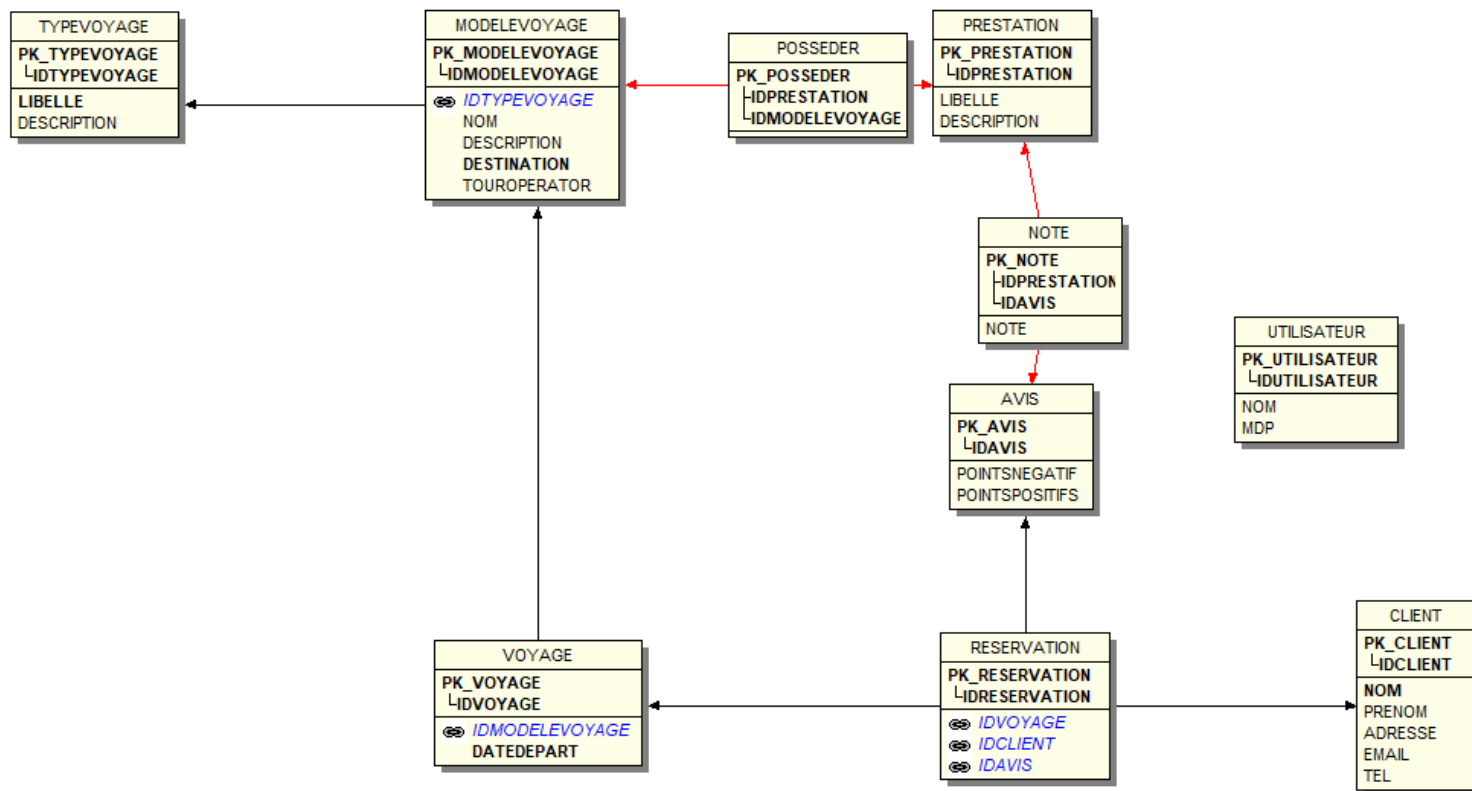 TYPEVOYAGE
PK_TYPEVOYAGE
IDTYPEVOYAGE
LIBELLE
DESCRIPTION
MODELEVOYAGE
PK_MODELEVOYAGE
IDMODELEVOYAGE
IDTYPEVOYAGE
NOM
DESCRIPTION
DESTINATION
TOUROPERATOR
POSSEDER
PK_POSSEDER
IDPRESTATION
IDMODELEVOYAGE
PRESTATION
PK_PRESTATION
IDPRESTATION
LIBELLE
DESCRIPTION
NOTE
PK_NOTE
IDPRESTATION
IDAVIS
NOTE
UTILISATEUR
PK_UTILISATEUR
IDUTILISATEUR
NOM
MDP
AVIS
PK_AVIS
IDAVIS
POINTSNEGATIF
POINTSPOSITIFS
VOYAGE
PK_VOYAGE
IDVOYAGE
IDMODELEVOYAGE
DATEDEPART
RESERVATION
PK_RESERVATION
IDRESERVATION
IDVOYAGE
IDCLIENT
IDAVIS
CLIENT
PK_CLIENT
IDCLIENT
NOM
PRENOM
ADRESSE
EMAIL
TEL